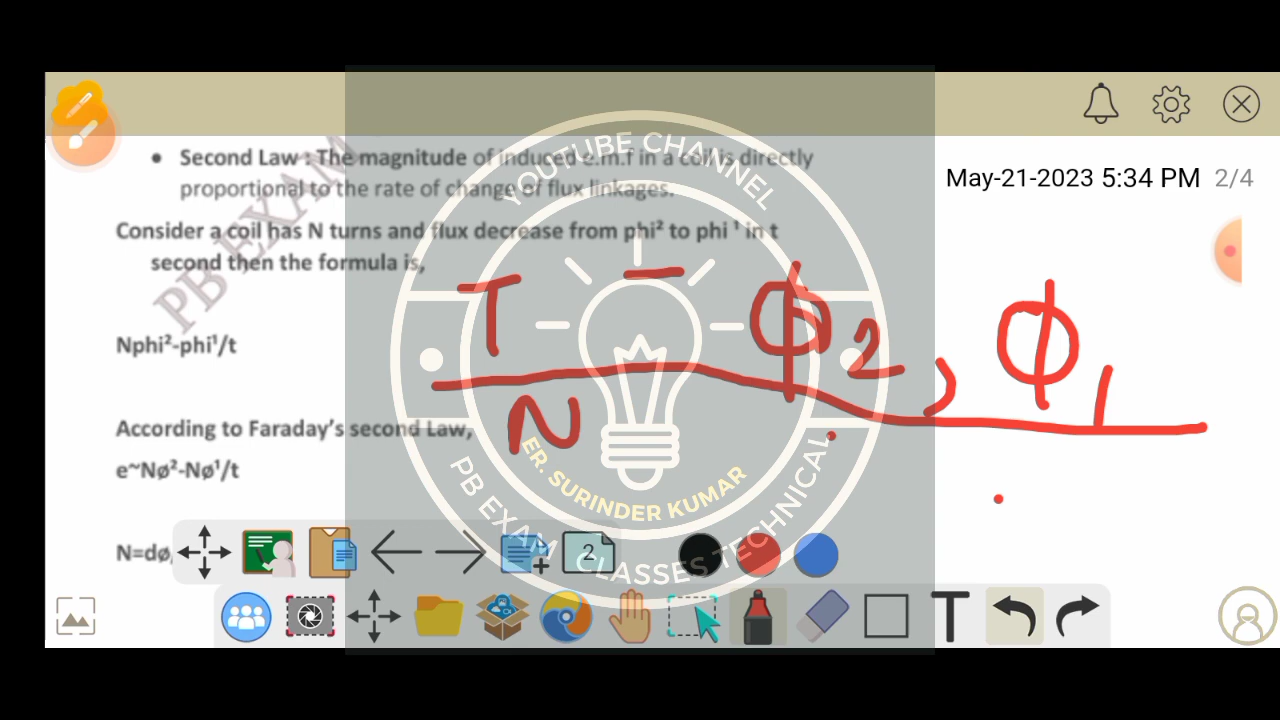 May-21-2023 5:34 PM 2/4
• Second Law : The magnitude of induced e.m.f in a coil is directly
proportional to the rate of change of flux linkages.
Consider a coil has N turns and flux decrease from phi² to phi ¹ in t
second then the formula is,
Nphi²-phi¹/t
According to Faraday's second Law,
e~Nø²-Nø¹/t
N=dø
T – ϕ2 , ϕ1
N
PB EXAM
YOUTUBE CHANNEL
ER. SURINDER KUMAR
PB EXAM CLASSES TECHNICAL
2
T